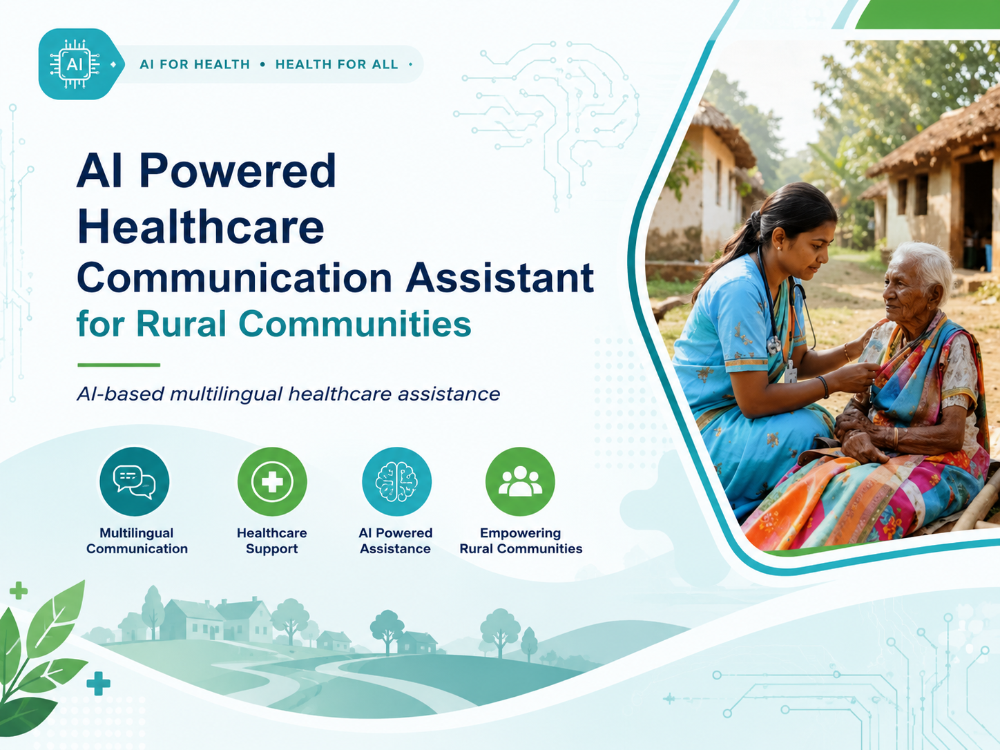 AI
AI FOR HEALTH • HEALTH FOR ALL •
AI Powered
Healthcare
Communication Assistant
for Rural Communities
AI-based multilingual healthcare assistance
Multilingual
Communication
Healthcare
Support
AI Powered
Assistance
Empowering
Rural Communities